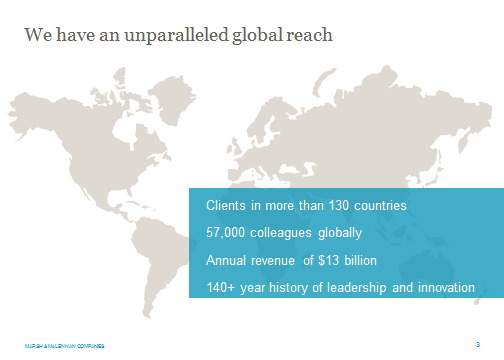 We have an unparalleled global reach
Clients in more than 130 countries
57,000 colleagues globally
Annual revenue of $13 billion
140+ year history of leadership and innovation
MARSH & McLENNAN COMPANIES
3